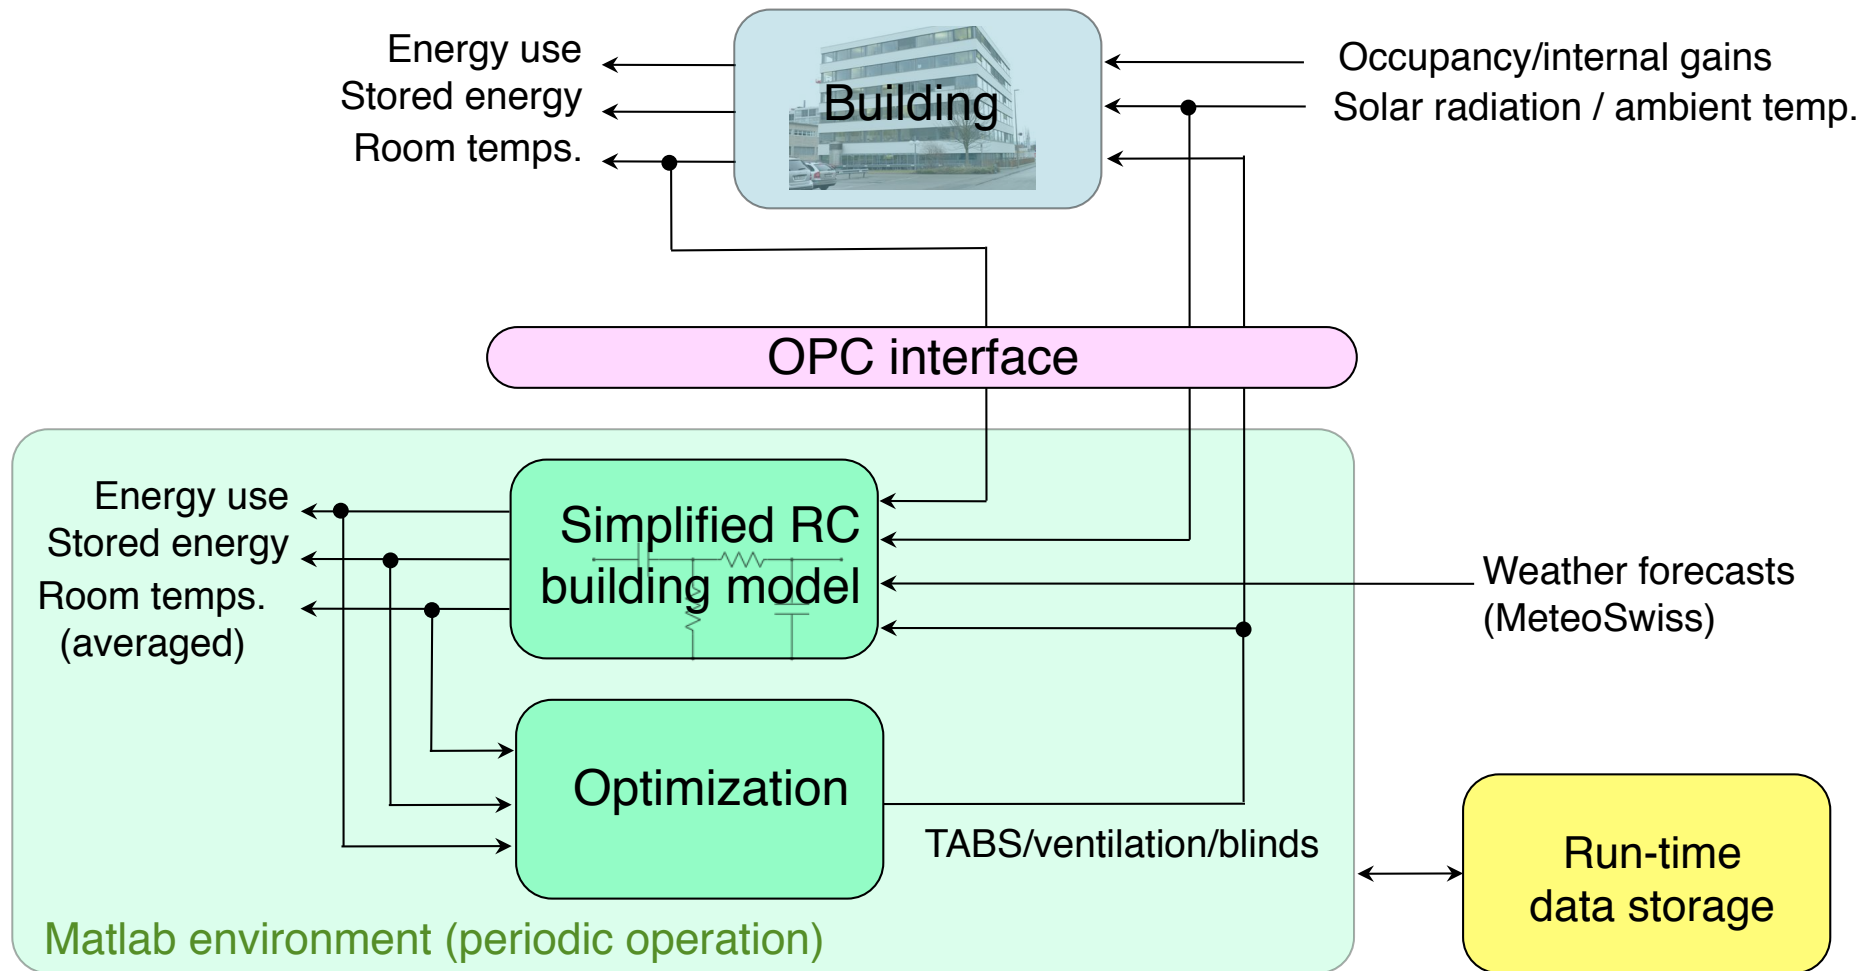 Energy use
Stored energy
Room temps.
Building
Occupancy/internal gains
Solar radiation / ambient temp.
OPC interface
Energy use
Stored energy
Room temps.
(averaged)
Simplified RC
building model
Weather forecasts
(MeteoSwiss)
Optimization
TABS/ventilation/blinds
Run-time
data storage
Matlab environment (periodic operation)